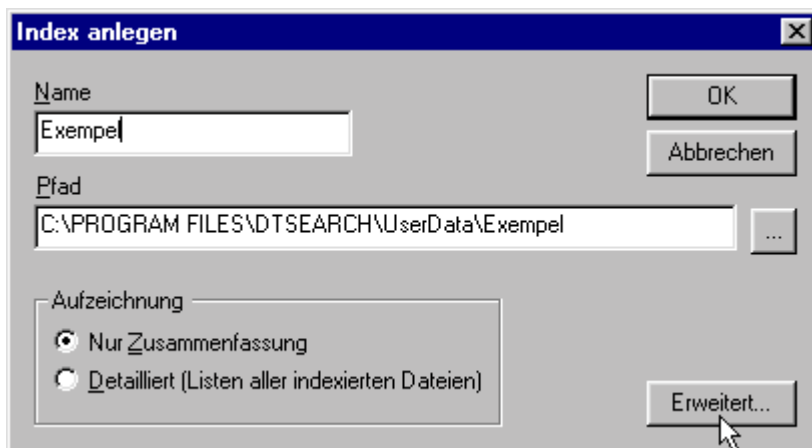 Index anlegen
Name
OK
Exempel
Abbrechen
Pfad
C:\PROGRAM FILES\DTSEARCH\UserData\Exempel
...
Aufzeichnung
Nur Zusammenfassung
Detailliert (Listen aller indexierten Dateien)
Erweitert...